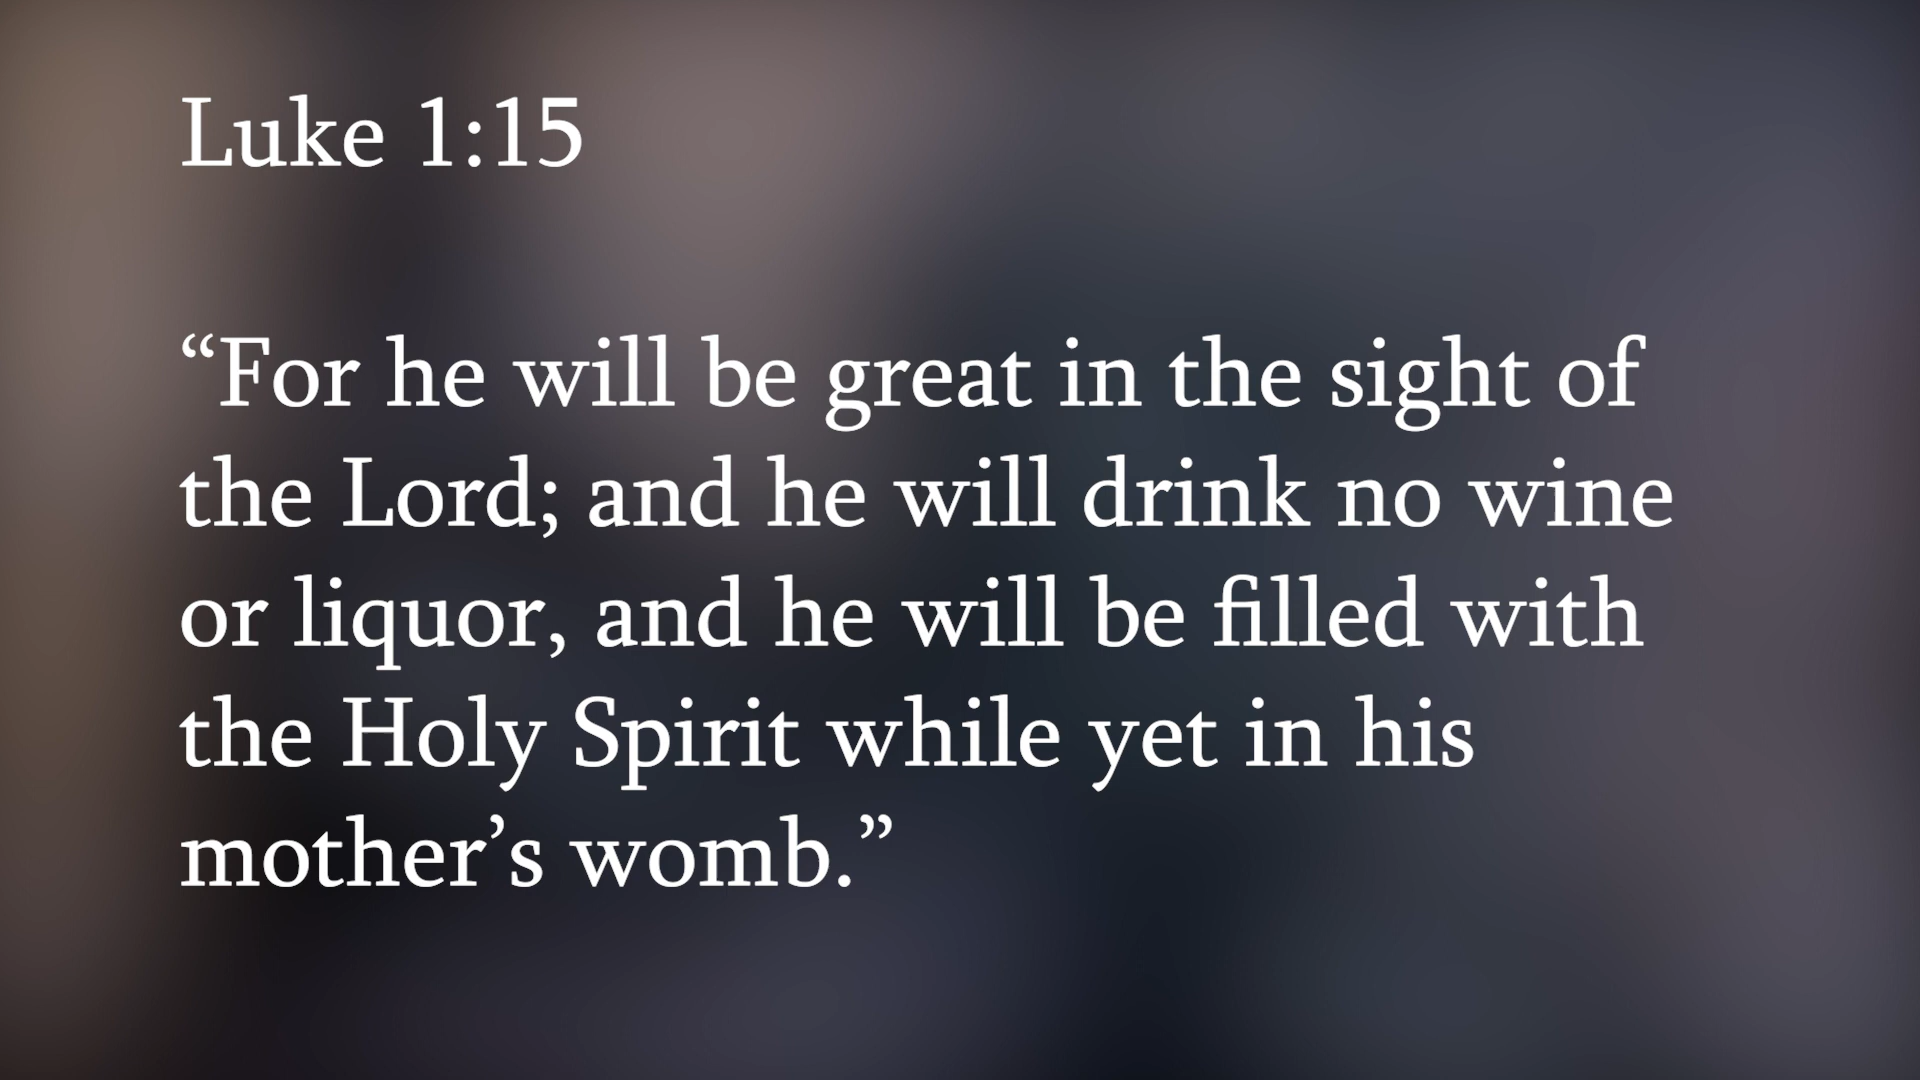 Luke 1:15
“For he will be great in the sight of
the Lord; and he will drink no wine
or liquor, and he will be filled with
the Holy Spirit while yet in his
mother’s womb.”